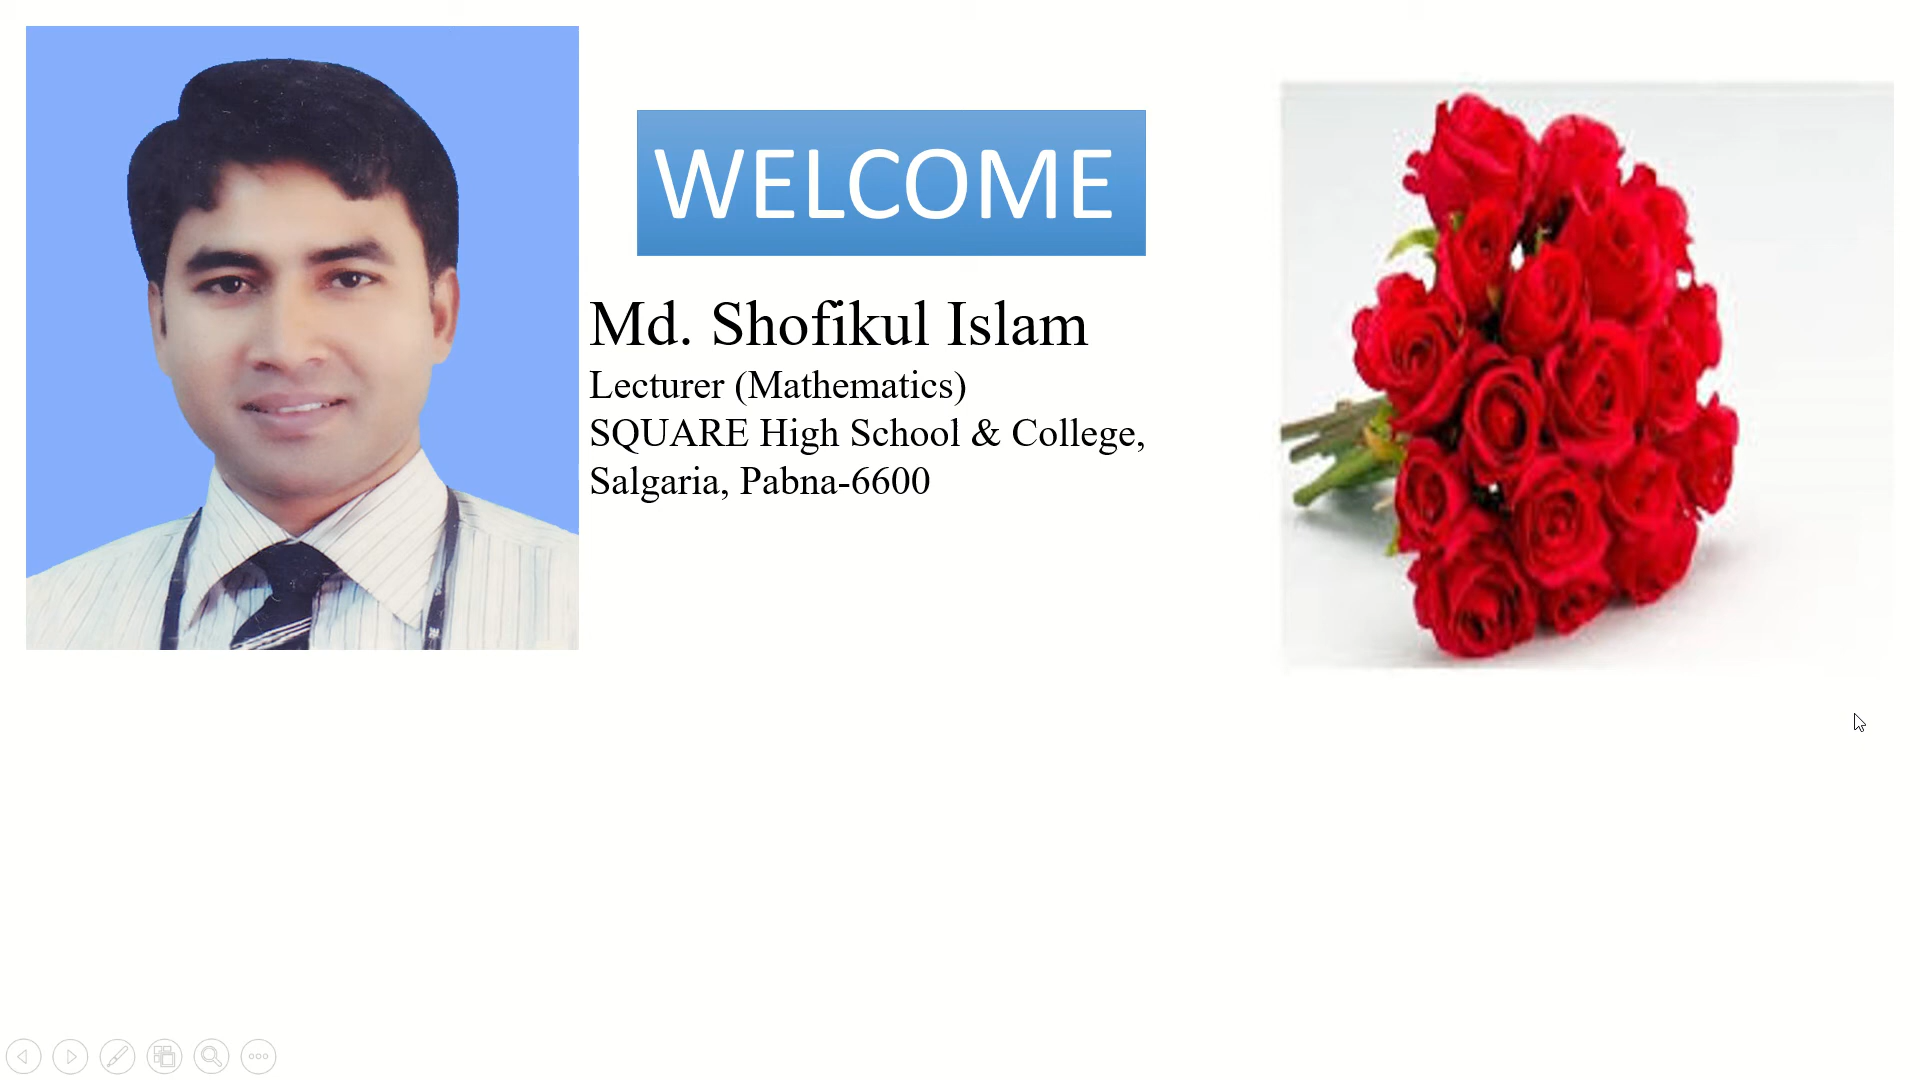 WELCOME
Md. Shofikul Islam
Lecturer (Mathematics)
SQUARE High School & College,
Salgaria, Pabna-6600